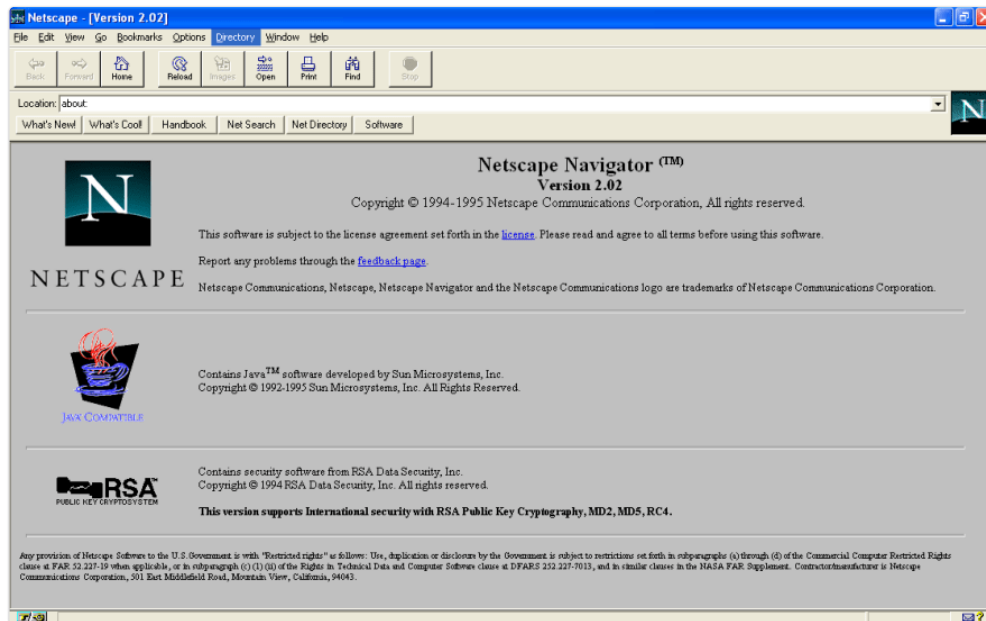 Netscape - [Version 2.02]
File Edit View Go Bookmarks Options Directory Window Help
Back Forward Home Reload Images Open Print Find Stop
Location: about:
What's New! What's Cool! Handbook Net Search Net Directory Software
N
N
NETSCAPE
Netscape Navigator (TM)
Version 2.02
Copyright © 1994-1995 Netscape Communications Corporation, All rights reserved.
This software is subject to the license agreement set forth in the license. Please read and agree to all terms before using this software.
Report any problems through the feedback page.
Netscape Communications, Netscape, Netscape Navigator and the Netscape Communications logo are trademarks of Netscape Communications Corporation.
JAVA COMPATIBLE
Contains Java™ software developed by Sun Microsystems, Inc.
Copyright © 1992-1995 Sun Microsystems, Inc. All Rights Reserved.
RSA
PUBLIC KEY CRYPTOSYSTEM
Contains security software from RSA Data Security, Inc.
Copyright © 1994 RSA Data Security, Inc. All rights reserved.
This version supports International security with RSA Public Key Cryptography, MD2, MD5, RC4.
Any provision of Netscape Software to the U.S. Government is with "Restricted rights" as follows: Use, duplication or disclosure by the Government is subject to restrictions set forth in subparagraphs (a) through (d) of the Commercial Computer Restricted Rights
clause at FAR 52.227-19 when applicable, or in subparagraph (c) (1) (ii) of the Rights in Technical Data and Computer Software clause at DFARS 252.227-7013, and in similar clauses in the NASA FAR Supplement. Contractor/manufacturer is Netscape
Communications Corporation, 501 East Middlefield Road, Mountain View, California, 94043.